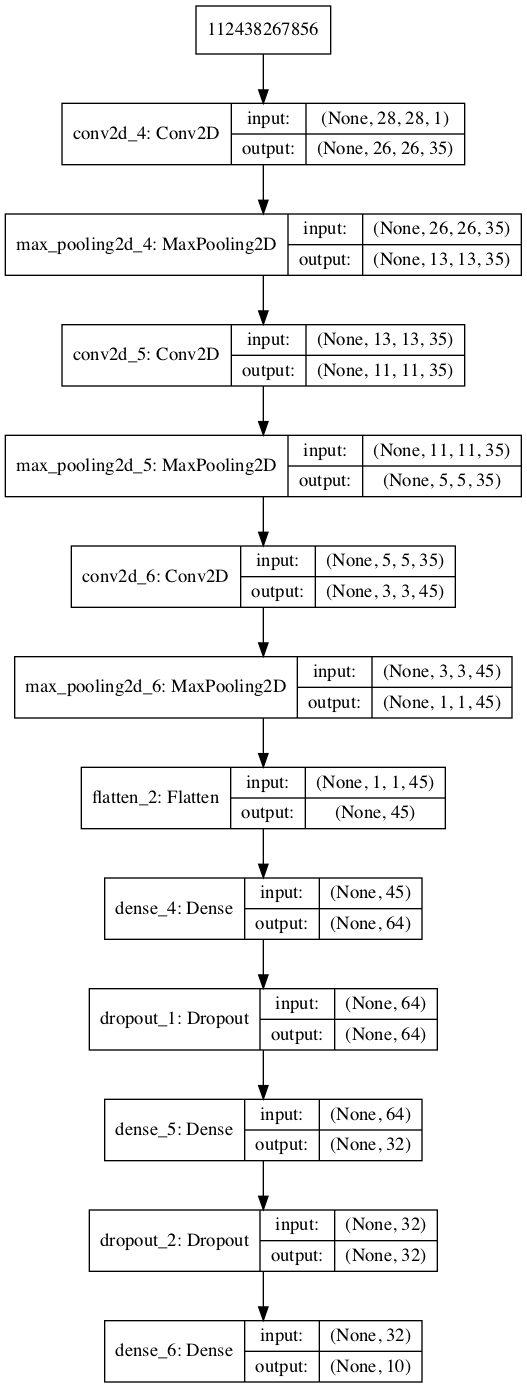 112438267856
conv2d_4: Conv2D
input: (None, 28, 28, 1)
output: (None, 26, 26, 35)
max_pooling2d_4: MaxPooling2D
input: (None, 26, 26, 35)
output: (None, 13, 13, 35)
conv2d_5: Conv2D
input: (None, 13, 13, 35)
output: (None, 11, 11, 35)
max_pooling2d_5: MaxPooling2D
input: (None, 11, 11, 35)
output: (None, 5, 5, 35)
conv2d_6: Conv2D
input: (None, 5, 5, 35)
output: (None, 3, 3, 45)
max_pooling2d_6: MaxPooling2D
input: (None, 3, 3, 45)
output: (None, 1, 1, 45)
flatten_2: Flatten
input: (None, 1, 1, 45)
output: (None, 45)
dense_4: Dense
input: (None, 45)
output: (None, 64)
dropout_1: Dropout
input: (None, 64)
output: (None, 64)
dense_5: Dense
input: (None, 64)
output: (None, 32)
dropout_2: Dropout
input: (None, 32)
output: (None, 32)
dense_6: Dense
input: (None, 32)
output: (None, 10)